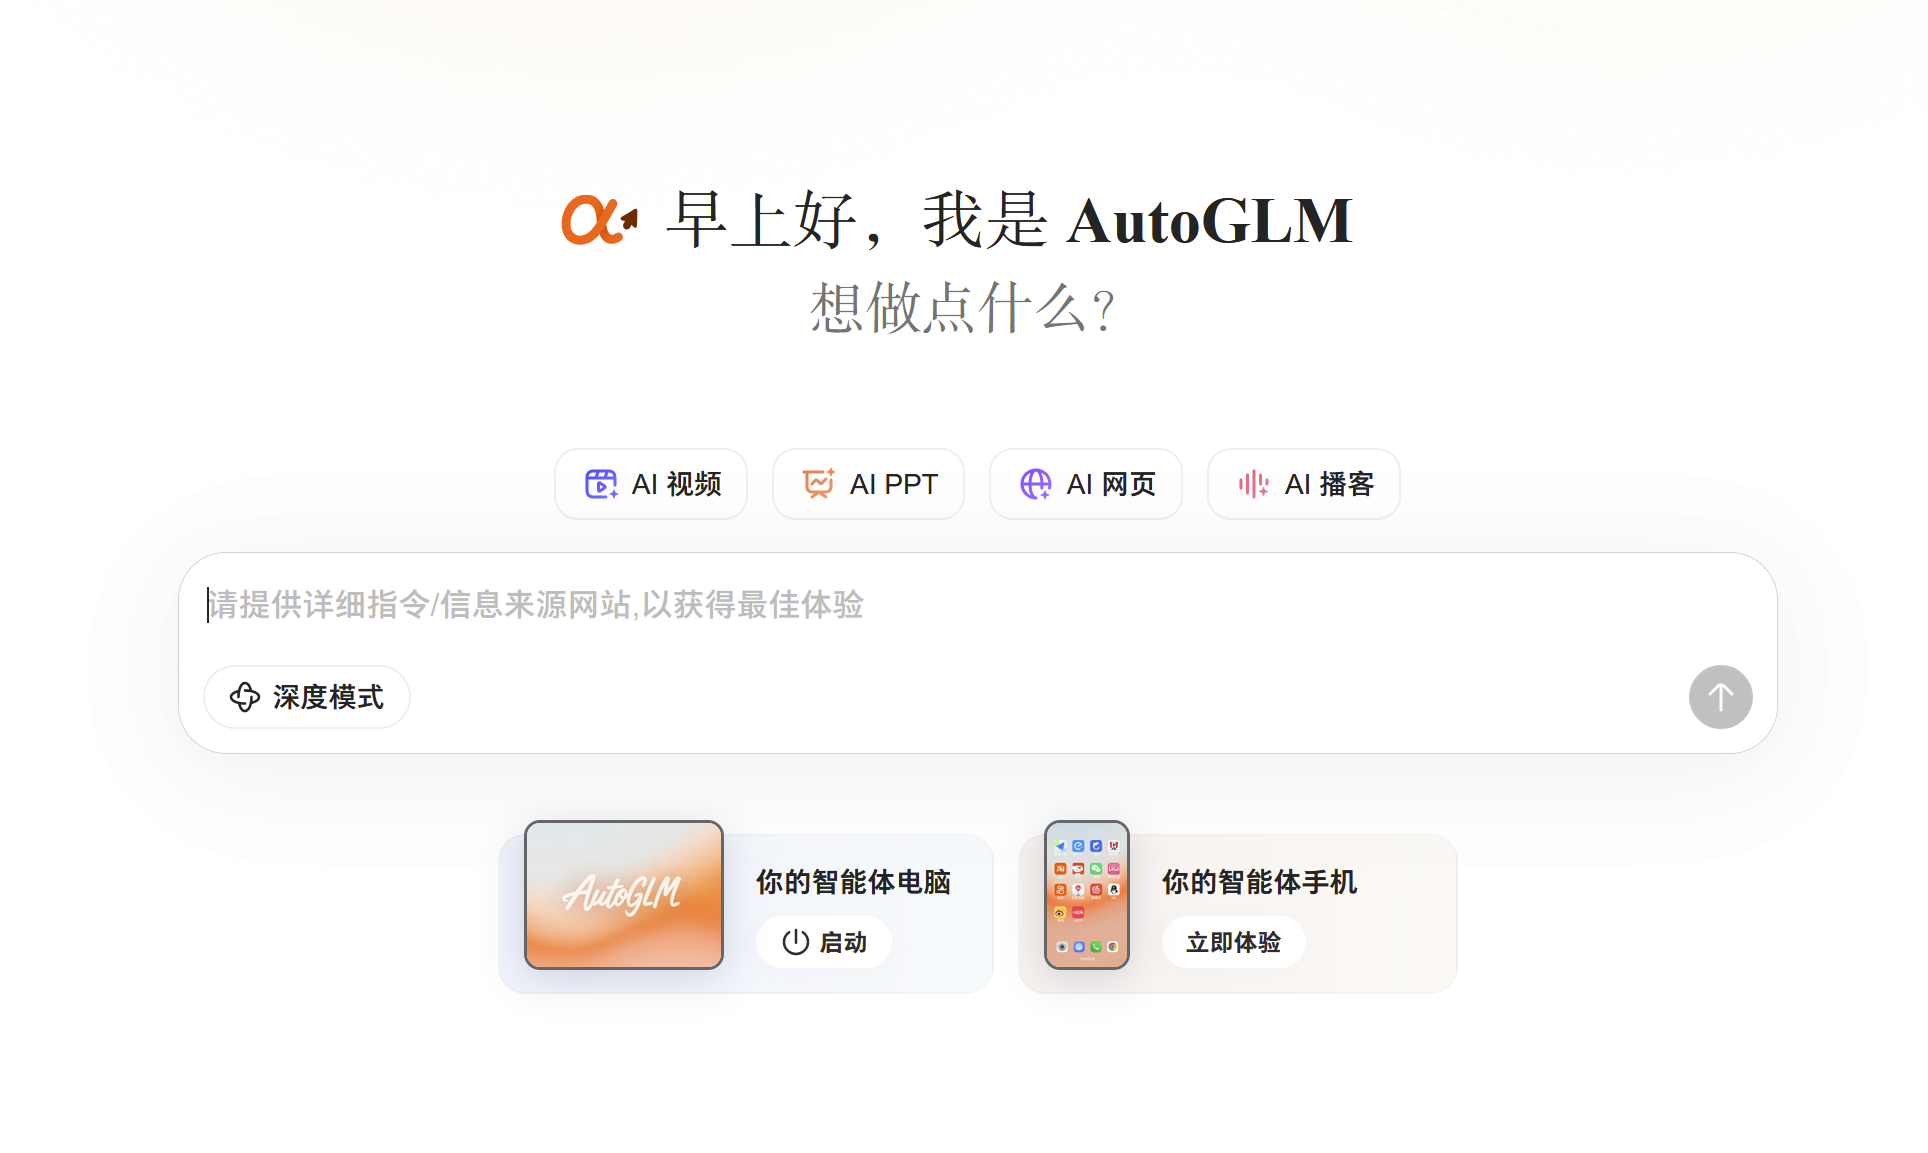 早上好，我是 AutoGLM
想做点什么？
AI 视频
AI PPT
AI 网页
AI 播客
请提供详细指令/信息来源网站,以获得最佳体验
深度模式
AutoGLM
你的智能体电脑
启动
你的智能体手机
立即体验